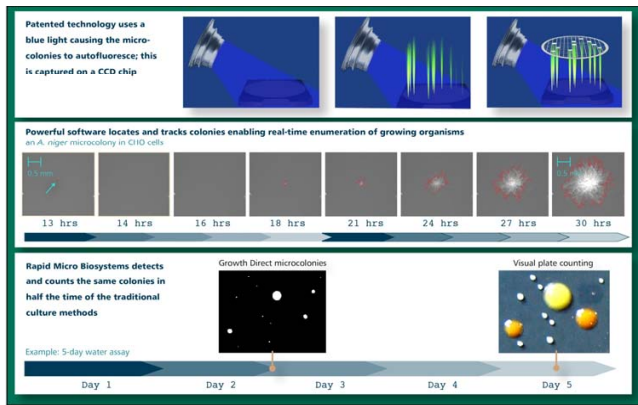 Patented technology uses a
blue light causing the micro-
colonies to autofluoresce; this
is captured on a CCD chip
Powerful software locates and tracks colonies enabling real-time enumeration of growing organisms
an A. niger microcolony in CHO cells
0.5 mm
0.5 mm
13 hrs 14 hrs 16 hrs 18 hrs 21 hrs 24 hrs 27 hrs 30 hrs
Rapid Micro Biosystems detects
and counts the same colonies in
half the time of the traditional
culture methods
Growth Direct microcolonies
Visual plate counting
Example: 5-day water assay
Day 1 Day 2 Day 3 Day 4 Day 5